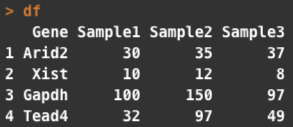 > df
   Gene Sample1 Sample2 Sample3
1 Arid2      30      35      37
2  Xist      10      12       8
3 Gapdh     100     150      97
4 Tead4      32      97      49